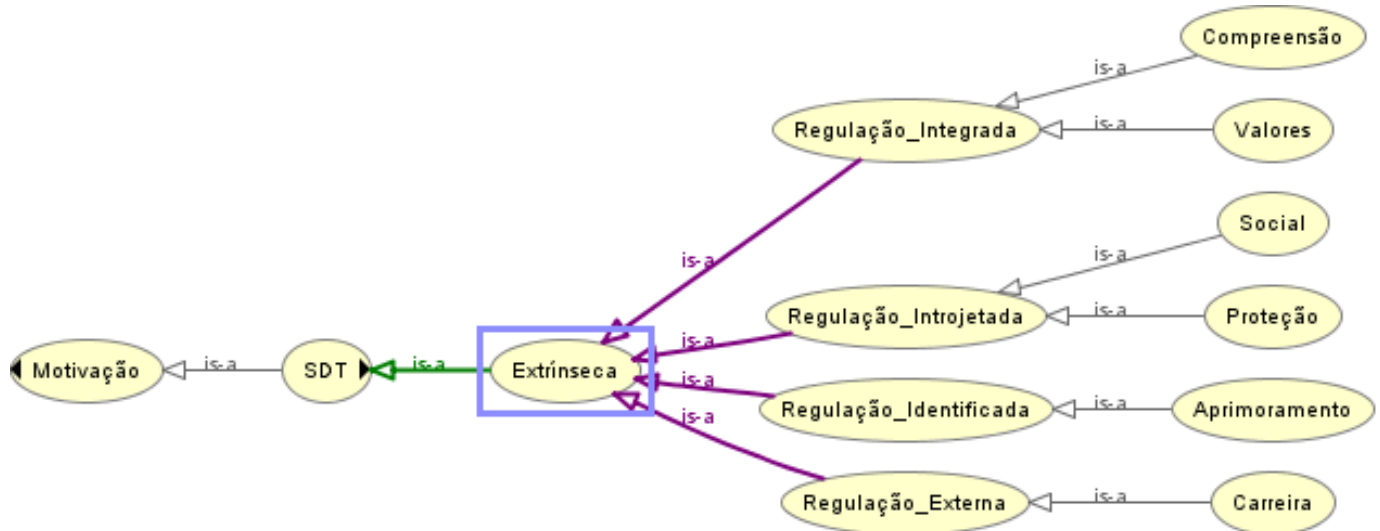 Compreensão
is-a
Regulação_Integrada
is-a
Valores
Social
is-a
is-a
Regulação_Introjetada
is-a
Proteção
is-a
Motivação
is-a
SDT
is-a
Extrínseca
is-a
Regulação_Identificada
is-a
Aprimoramento
is-a
Regulação_Externa
is-a
Carreira